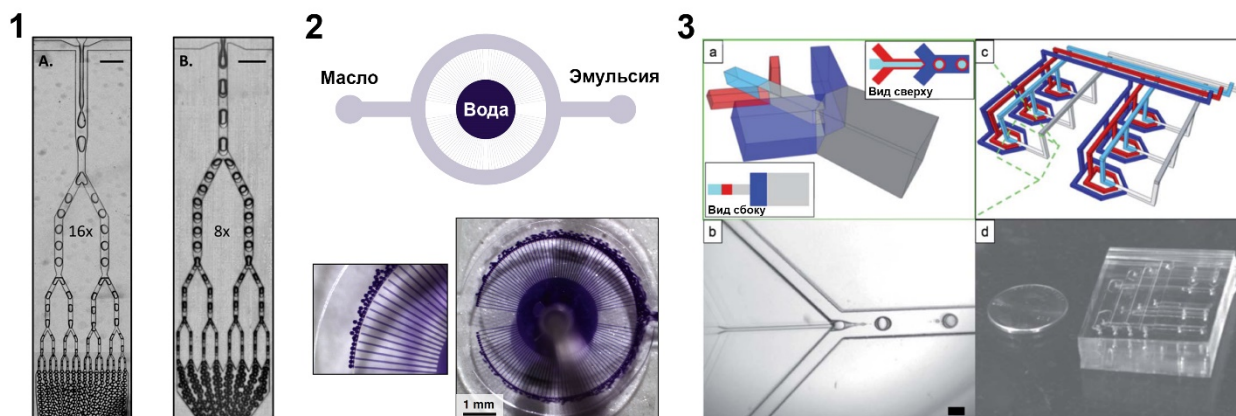 1
A.
16x
B.
8x
2
Масло
Вода
Эмульсия
1 mm
3
a
Вид сверху
Вид сбоку
b
c
d